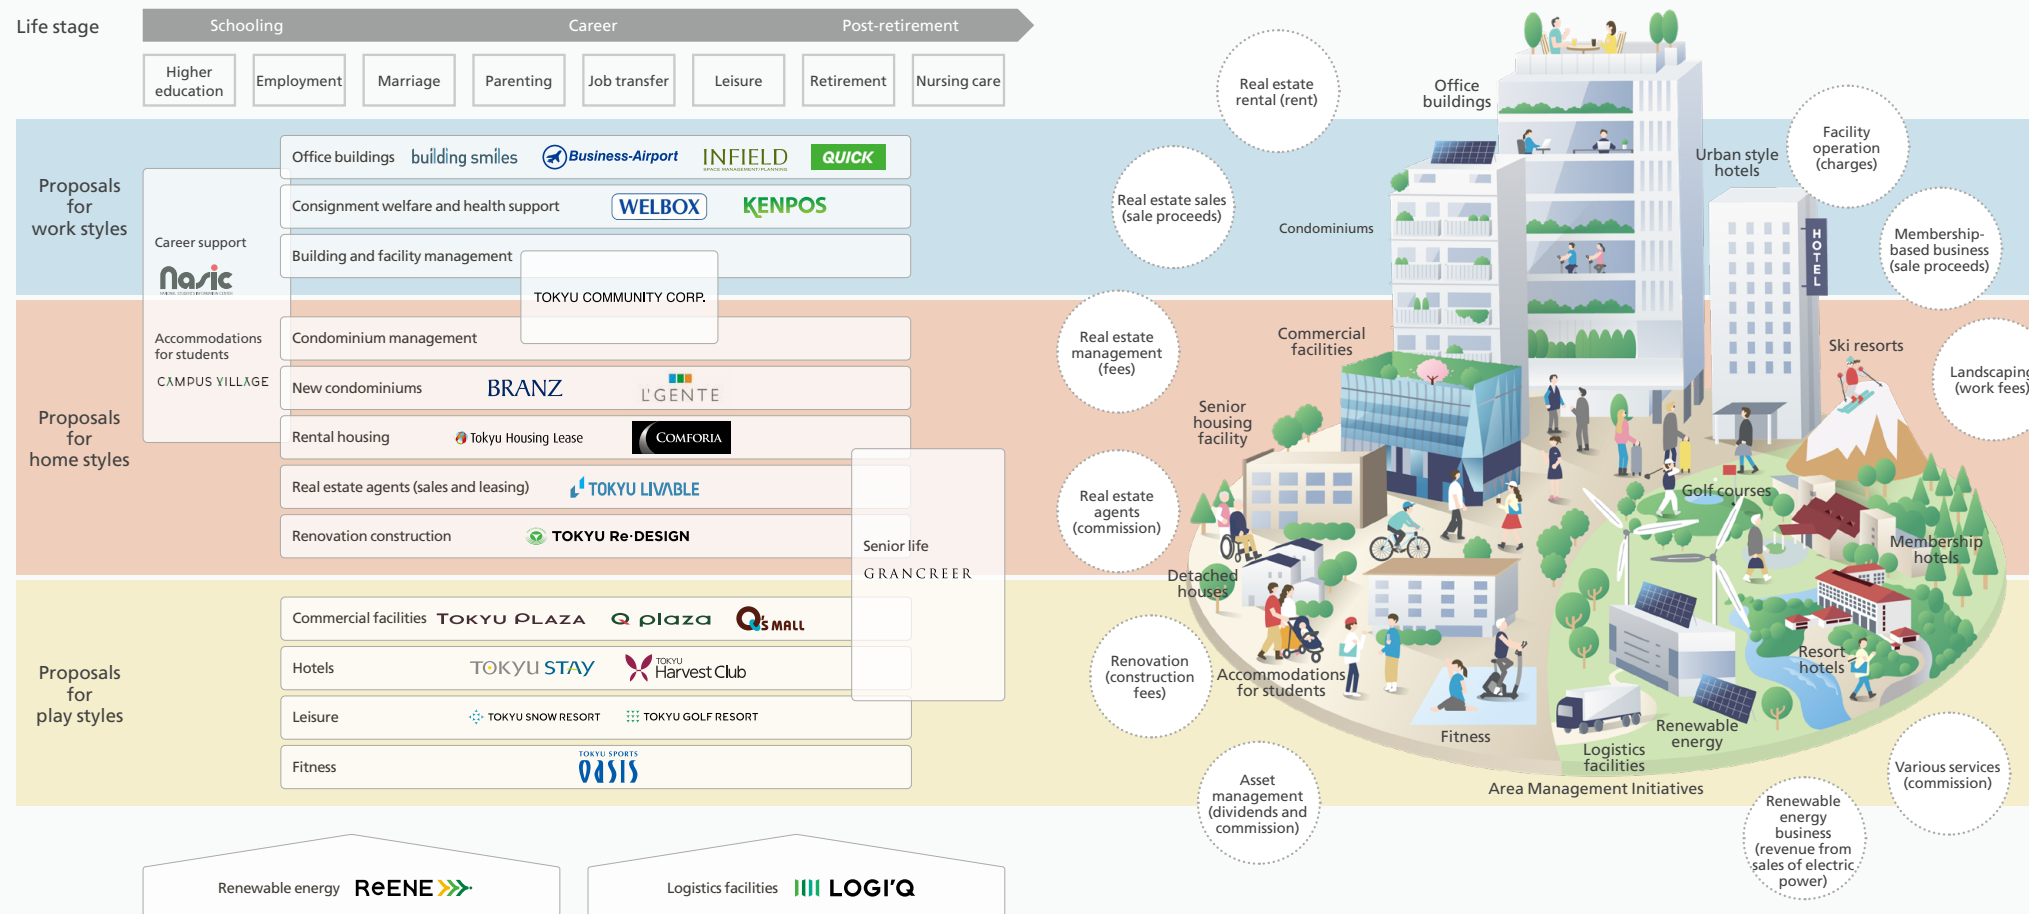 Life stage
Schooling
Career
Post-retirement
Higher
education
Employment
Marriage
Parenting
Job transfer
Leisure
Retirement
Nursing care
Proposals
for
work styles
Career support
Nasic
NATIONAL STUDENTS INFORMATION CENTER
Accommodations
for students
CAMPUS VILLAGE
Office buildings building smiles Business-Airport INFIELD QUICK
SPACE MANAGEMENT/PLANNING
Consignment welfare and health support WELBOX KENPOS
Building and facility management
TOKYU COMMUNITY CORP.
Proposals
for
home styles
Condominium management
New condominiums BRANZ L'GENTE
Rental housing Tokyu Housing Lease COMFORIA
Real estate agents (sales and leasing) TOKYU LIVABLE
Renovation construction TOKYU Re·DESIGN
Senior life
GRANCREER
Proposals
for
play styles
Commercial facilities TOKYU PLAZA Q plaza Q'S MALL
Hotels TOKYU STAY TOKYU Harvest Club
Leisure TOKYU SNOW RESORT TOKYU GOLF RESORT
Fitness TOKYU SPORTS OASIS
Renewable energy ReENE
Logistics facilities LOGI'Q
Real estate
rental (rent)
Real estate sales
(sale proceeds)
Real estate
management
(fees)
Real estate
agents
(commission)
Renovation
(construction
fees)
Asset
management
(dividends and
commission)
Office
buildings
Condominiums
Urban style
hotels
HOTEL
Commercial
facilities
Senior
housing
facility
Ski resorts
Golf courses
Membership
hotels
Detached
houses
Resort
hotels
Accommodations
for students
Fitness
Renewable
energy
Logistics
facilities
Area Management Initiatives
Facility
operation
(charges)
Membership-
based business
(sale proceeds)
Landscaping
(work fees)
Various services
(commission)
Renewable
energy
business
(revenue from
sales of electric
power)